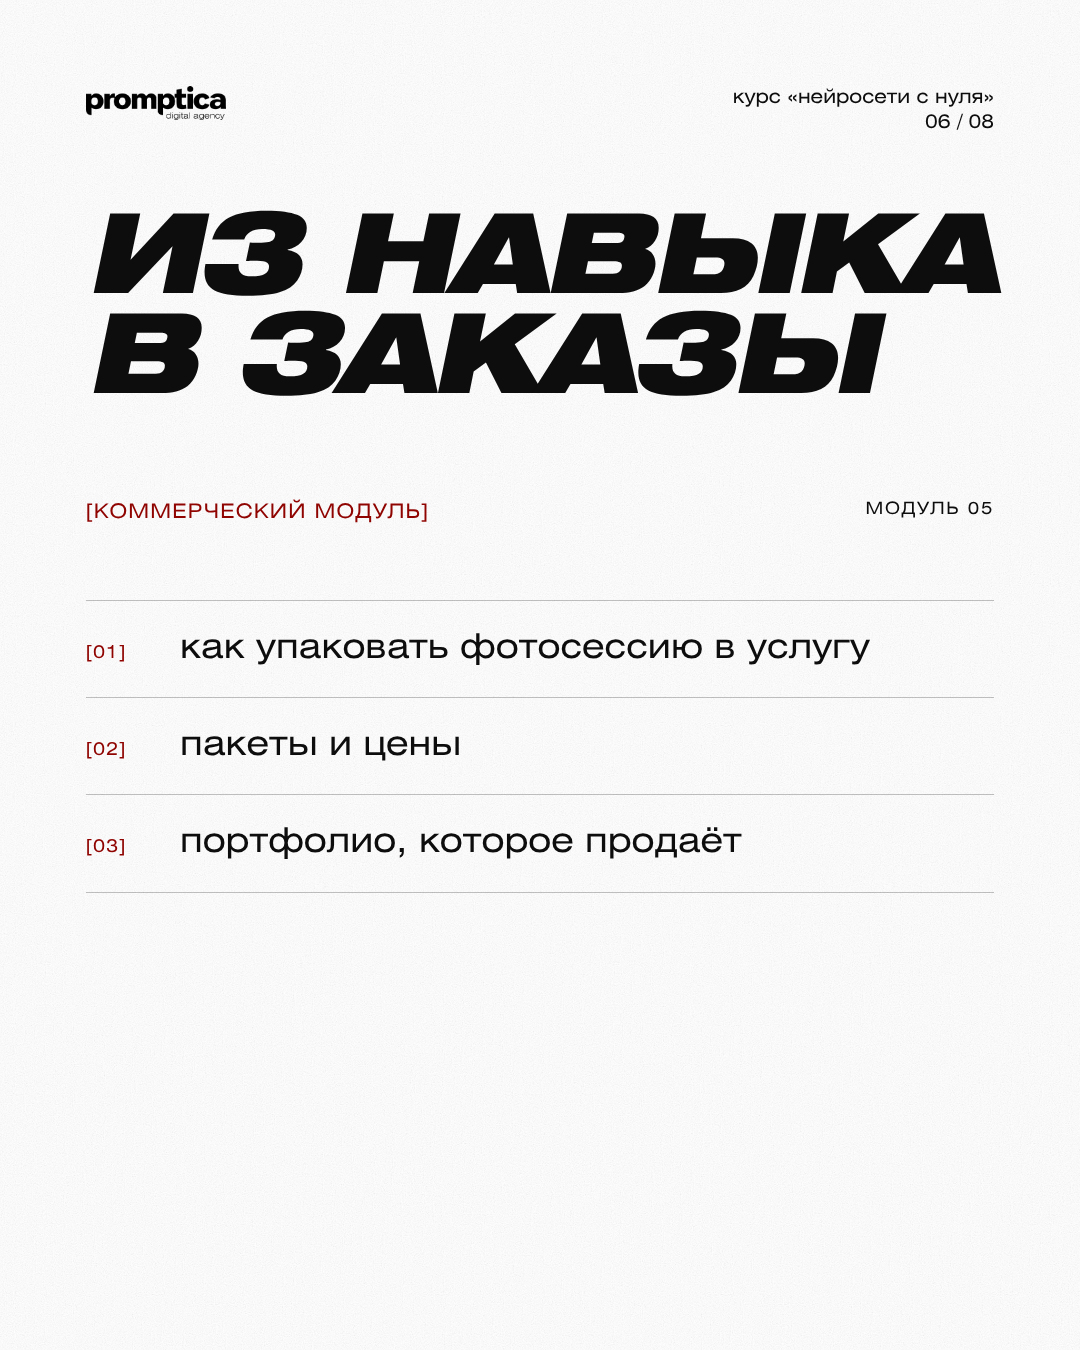 promptica
digital agency
курс «нейросети с нуля»
06 / 08
ИЗ НАВЫКА
В ЗАКАЗЫ
[КОММЕРЧЕСКИЙ МОДУЛЬ]
МОДУЛЬ 05
[01] как упаковать фотосессию в услугу
[02] пакеты и цены
[03] портфолио, которое продаёт